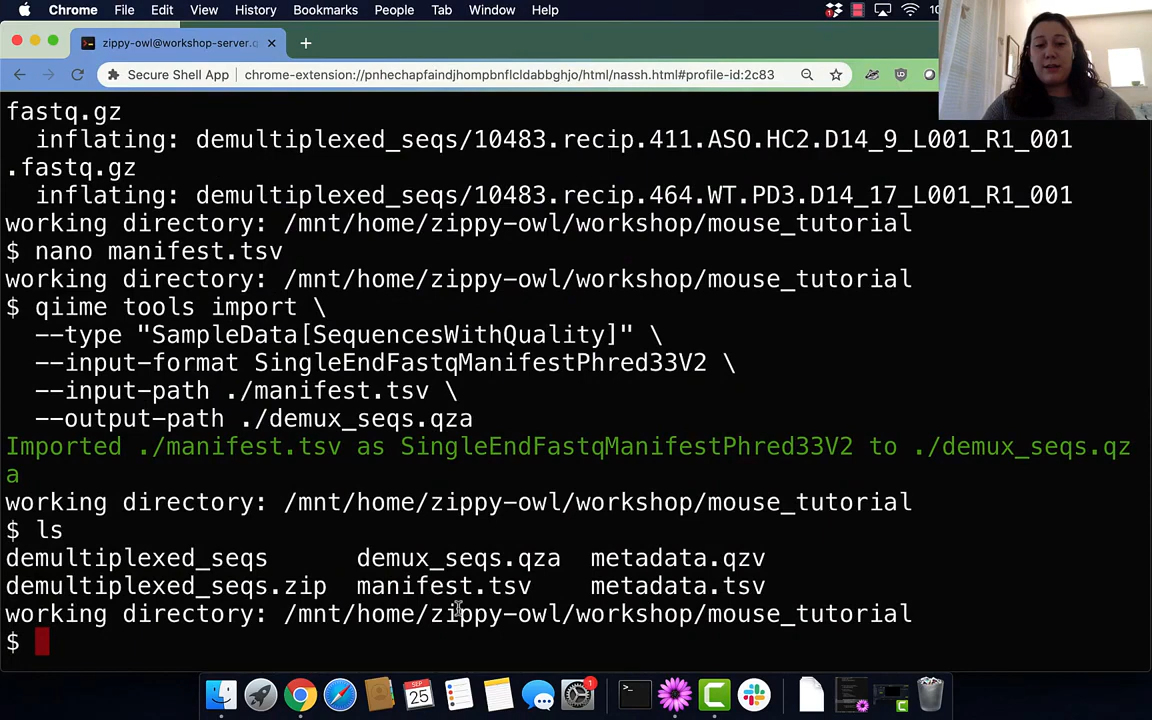 Chrome File Edit View History Bookmarks People Tab Window Help
zippy-owl@workshop-server.q
Secure Shell App chrome-extension://pnhechapfaindjhompbnflcldabbghjo/html/nassh.html#profile-id:2c83
fastq.gz
inflating: demultiplexed_seqs/10483.recip.411.ASO.HC2.D14_9_L001_R1_001
.fastq.gz
inflating: demultiplexed_seqs/10483.recip.464.WT.PD3.D14_17_L001_R1_001
working directory: /mnt/home/zippy-owl/workshop/mouse_tutorial
$ nano manifest.tsv
working directory: /mnt/home/zippy-owl/workshop/mouse_tutorial
$ qiime tools import \
--type "SampleData[SequencesWithQuality]" \
--input-format SingleEndFastqManifestPhred33V2 \
--input-path ./manifest.tsv \
--output-path ./demux_seqs.qza
Imported ./manifest.tsv as SingleEndFastqManifestPhred33V2 to ./demux_seqs.qz
a
working directory: /mnt/home/zippy-owl/workshop/mouse_tutorial
$ ls
demultiplexed_seqs demux_seqs.qza metadata.qzv
demultiplexed_seqs.zip manifest.tsv metadata.tsv
working directory: /mnt/home/zippy-owl/workshop/mouse_tutorial
$
SEP
25
1